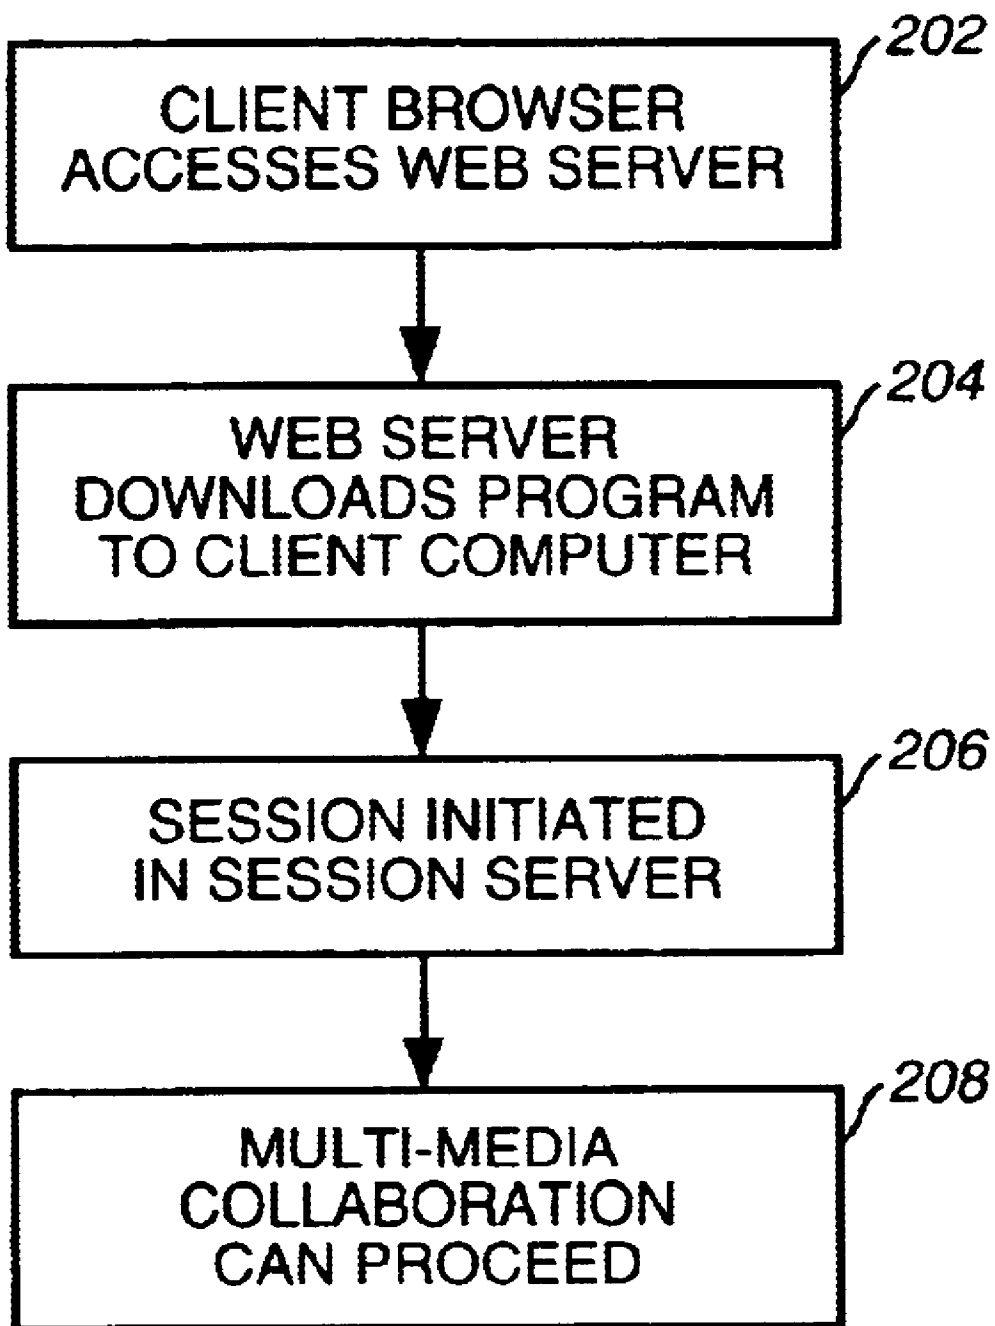 202
CLIENT BROWSER
ACCESSES WEB SERVER
204
WEB SERVER
DOWNLOADS PROGRAM
TO CLIENT COMPUTER
206
SESSION INITIATED
IN SESSION SERVER
208
MULTI-MEDIA
COLLABORATION
CAN PROCEED